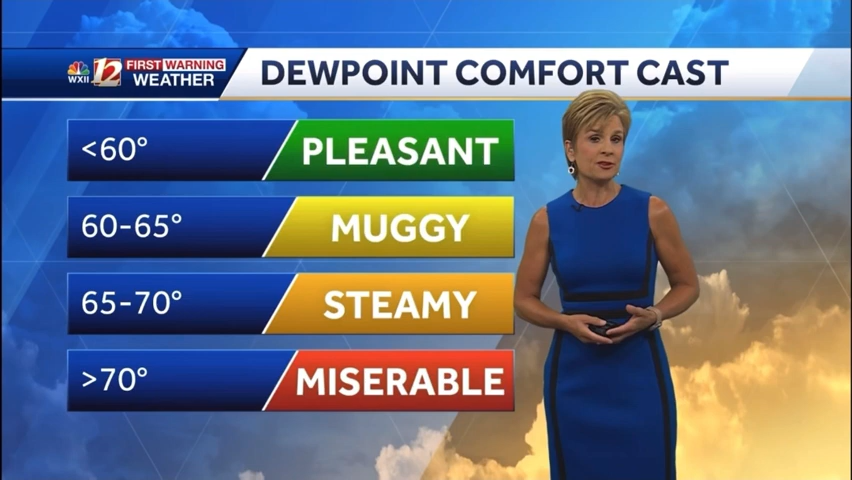 WXII 12 FIRST WARNING WEATHER
DEWPOINT COMFORT CAST
<60° PLEASANT
60-65° MUGGY
65-70° STEAMY
>70° MISERABLE